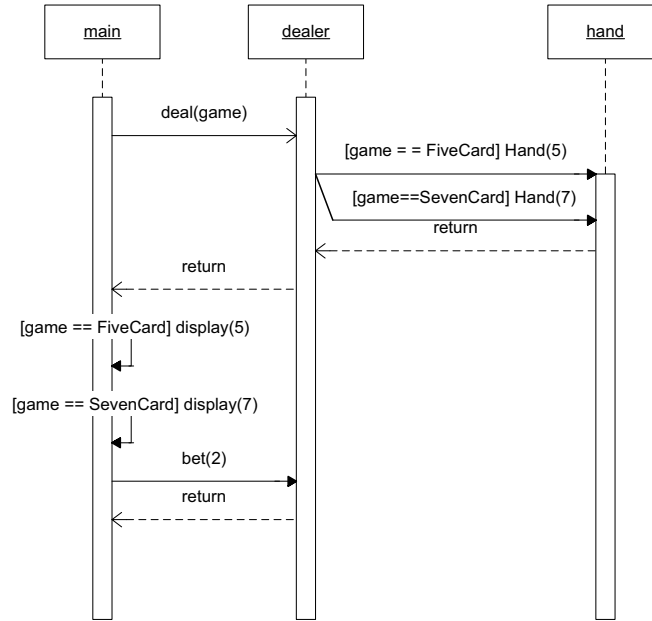 main
dealer
hand
deal(game)
[game = = FiveCard] Hand(5)
[game==SevenCard] Hand(7)
return
return
[game == FiveCard] display(5)
[game == SevenCard] display(7)
bet(2)
return